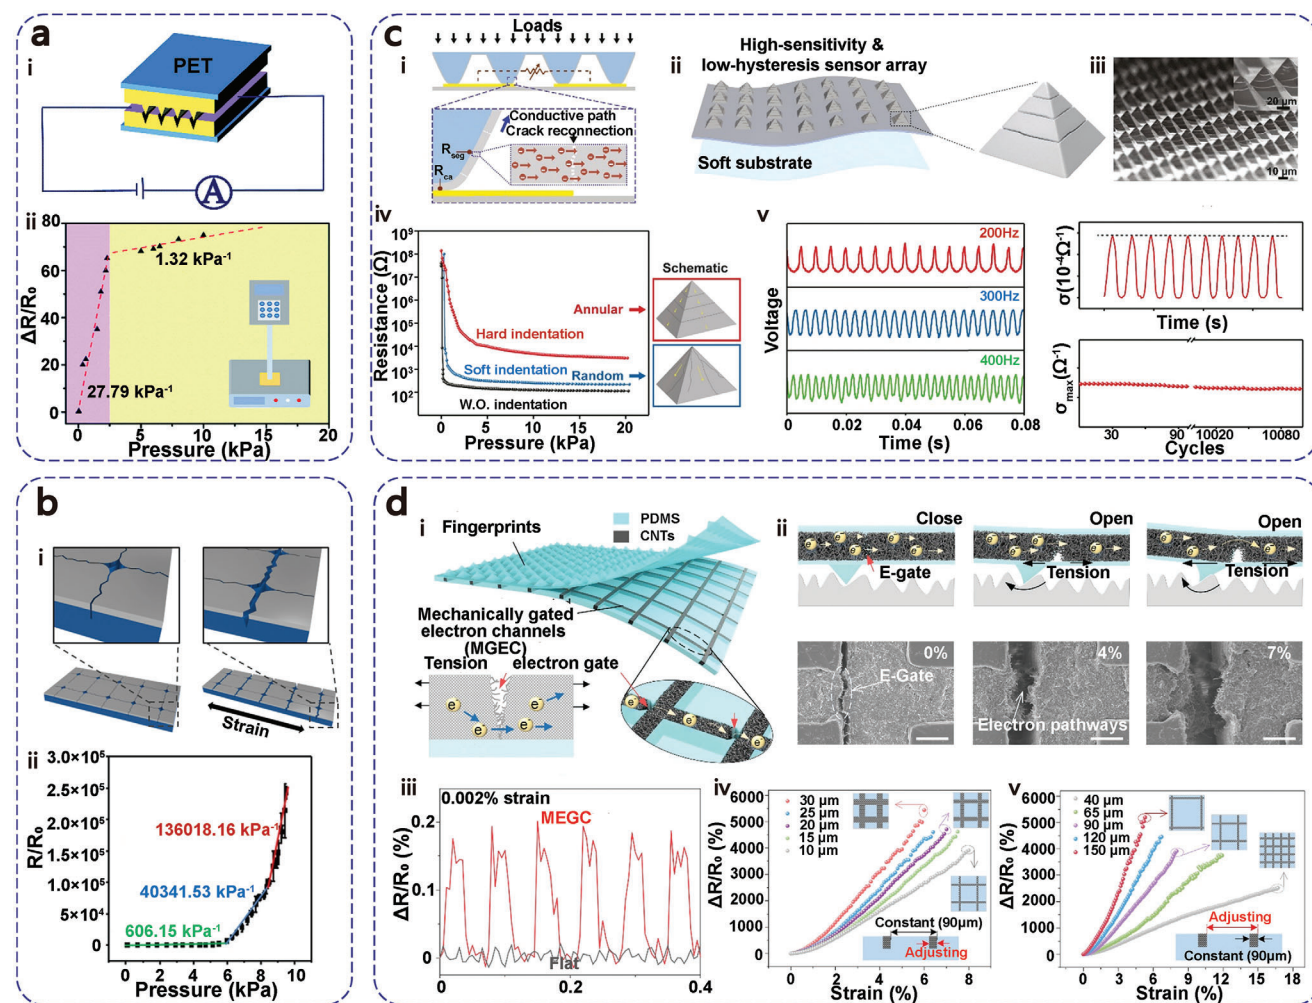 a
i
PET
A
ii
80
60
40
20
0
ΔR/R₀
1.32 kPa⁻¹
27.79 kPa⁻¹
0
5
10
15
20
Pressure (kPa)
c
Loads
i
Conductive path
Crack reconnection
R seg
R ca
ii
High-sensitivity &
low-hysteresis sensor array
Soft substrate
iii
20 μm
10 μm
iv
Resistance (Ω)
10⁹
10⁸
10⁷
10⁶
10⁵
10⁴
10³
10²
Hard indentation
Soft indentation
W.O. indentation
0
5
10
15
20
Pressure (kPa)
Schematic
Annular
Random
v
Voltage
200Hz
300Hz
400Hz
0
0.02
0.04
0.06
0.08
Time (s)
σ(10⁻⁴Ω⁻¹)
Time (s)
σmax(Ω⁻¹)
30
90
10020
10080
Cycles
b
i
Strain
ii
R/R₀
3.0×10⁵
2.5×10⁵
2.0×10⁵
1.5×10⁵
1.0×10⁵
5×10⁴
0
136018.16 kPa⁻¹
40341.53 kPa⁻¹
606.15 kPa⁻¹
0
2
4
6
8
10
Pressure (kPa)
d
i
Fingerprints
PDMS
CNTs
Mechanically gated
electron channels
(MGEC)
Tension
electron gate
e
e
e
e
e
e
e
ii
Close
Open
Open
e
e
e
e
e
e
e
e
e
e
e
e
E-gate
Tension
Tension
0%
E-Gate
4%
Electron pathways
7%
iii
0.002% strain
MEGC
0.2
0.1
0
ΔR/R₀ (%)
Flat
0.0
0.2
0.4
iv
ΔR/R₀ (%)
6000
5000
4000
3000
2000
1000
0
30 μm
25 μm
20 μm
15 μm
10 μm
Constant (90μm)
Adjusting
0
2
4
6
8
Strain (%)
v
ΔR/R₀ (%)
6000
5000
4000
3000
2000
1000
0
40 μm
65 μm
90 μm
120 μm
150 μm
Adjusting
Constant (90μm)
0
3
6
9
12
15
18
Strain (%)